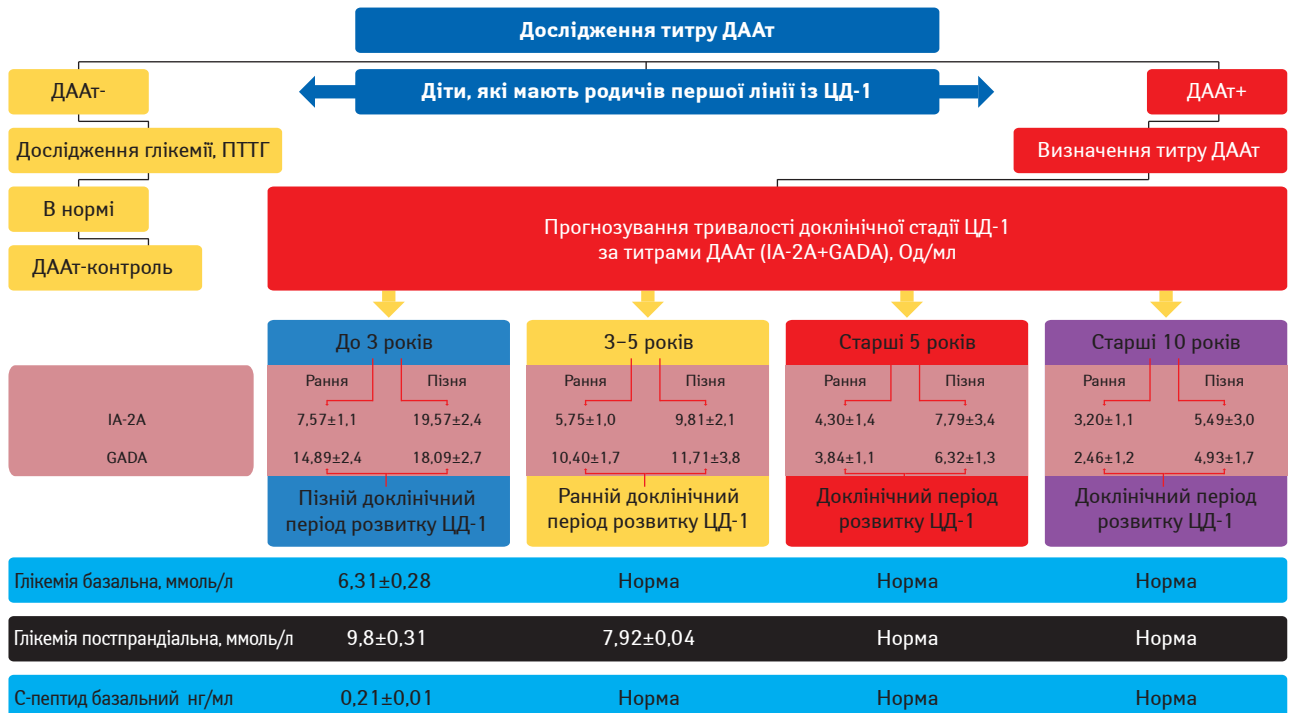 Дослідження титру ДААт
ДААт-
Діти, які мають родичів першої лінії із ЦД-1
ДААт+
Дослідження глікемії, ПТТГ
Визначення титру ДААт
В нормі
ДААт-контроль
Прогнозування тривалості доклінічної стадії ЦД-1
за титрами ДААт (IA-2A+GADA), Од/мл
До 3 років
3–5 років
Старші 5 років
Старші 10 років
Рання Пізня Рання Пізня Рання Пізня Рання Пізня
IA-2A 7,57±1,1 19,57±2,4 5,75±1,0 9,81±2,1 4,30±1,4 7,79±3,4 3,20±1,1 5,49±3,0
GADA 14,89±2,4 18,09±2,7 10,40±1,7 11,71±3,8 3,84±1,1 6,32±1,3 2,46±1,2 4,93±1,7
Пізній доклінічний
період розвитку ЦД-1
Ранній доклінічний
період розвитку ЦД-1
Доклінічний період
розвитку ЦД-1
Доклінічний період
розвитку ЦД-1
Глікемія базальна, ммоль/л 6,31±0,28 Норма Норма Норма
Глікемія постпрандіальна, ммоль/л 9,8±0,31 7,92±0,04 Норма Норма
С-пептид базальний нг/мл 0,21±0,01 Норма Норма Норма